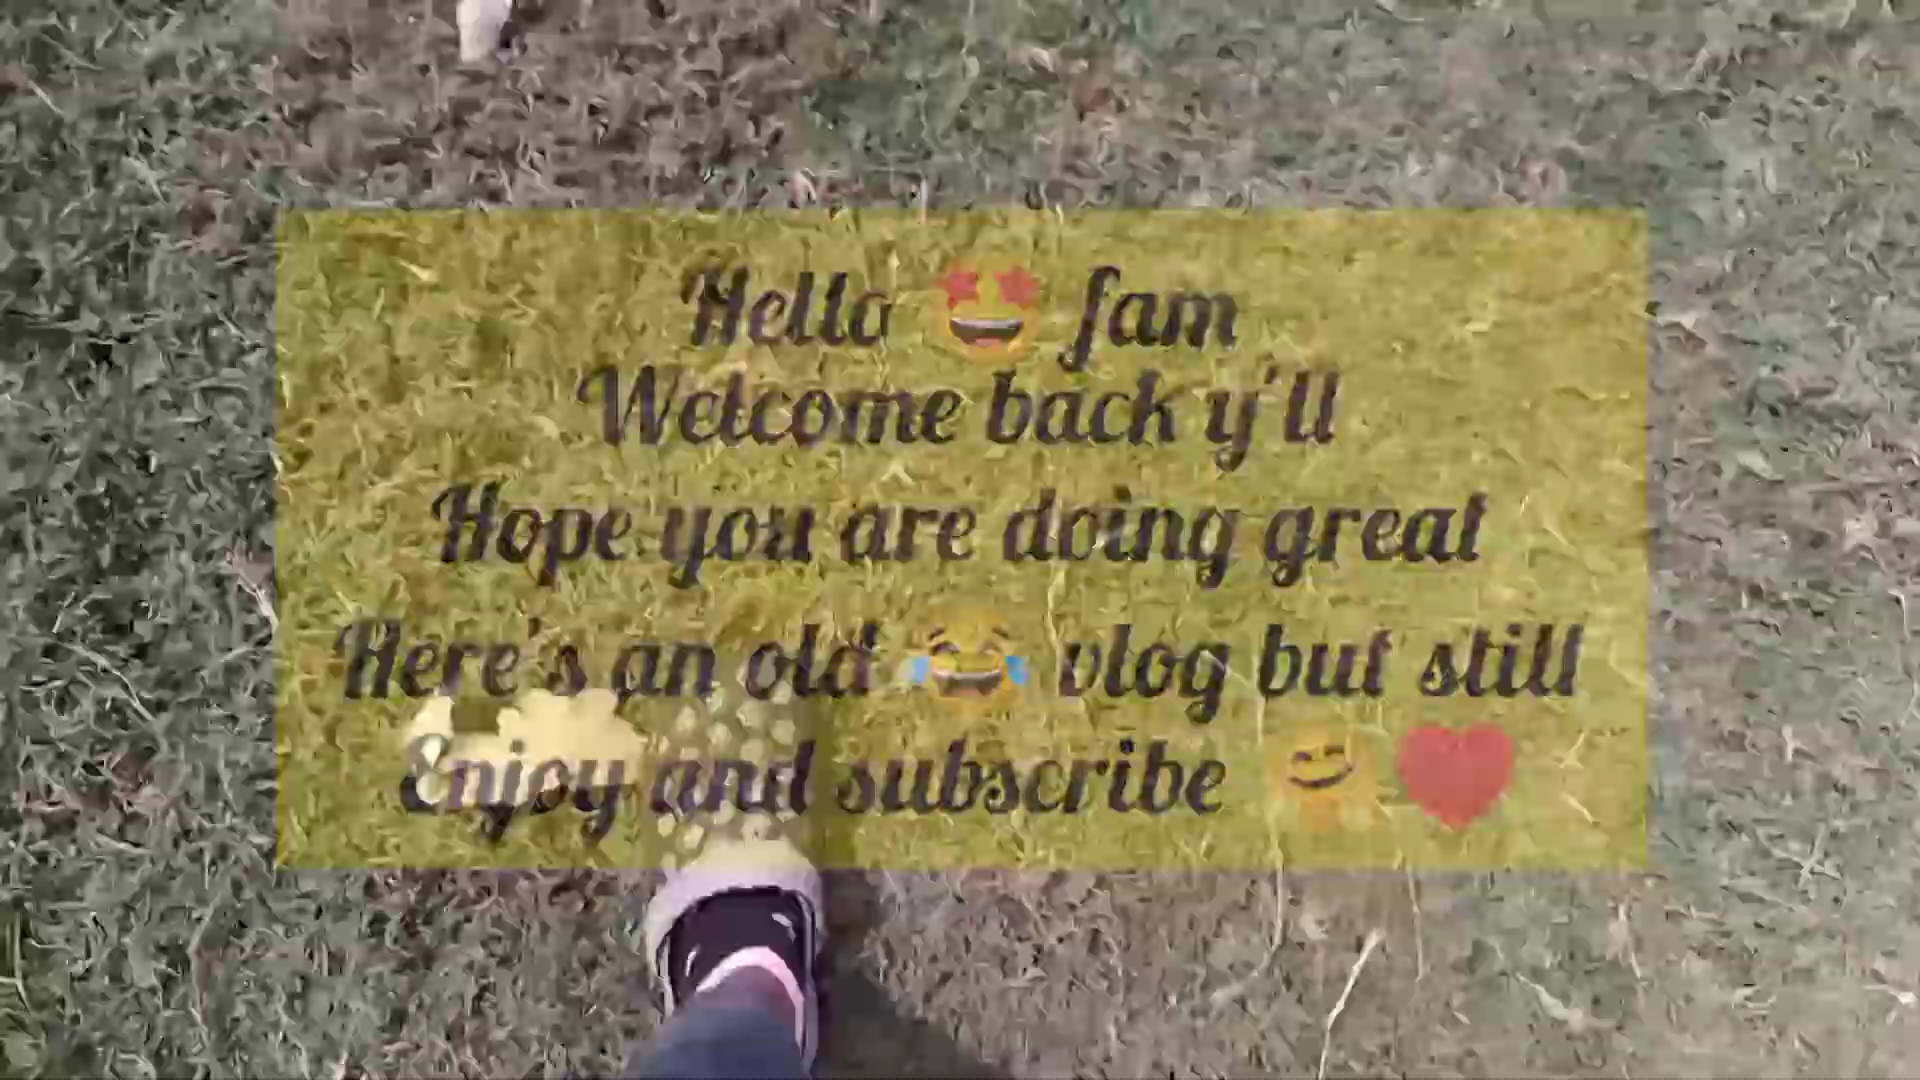 Hello 🤩 fam
Welcome back y'll
Hope you are doing great
Here's an old 😂 vlog but still
Enjoy and subscribe 🤗 ❤️